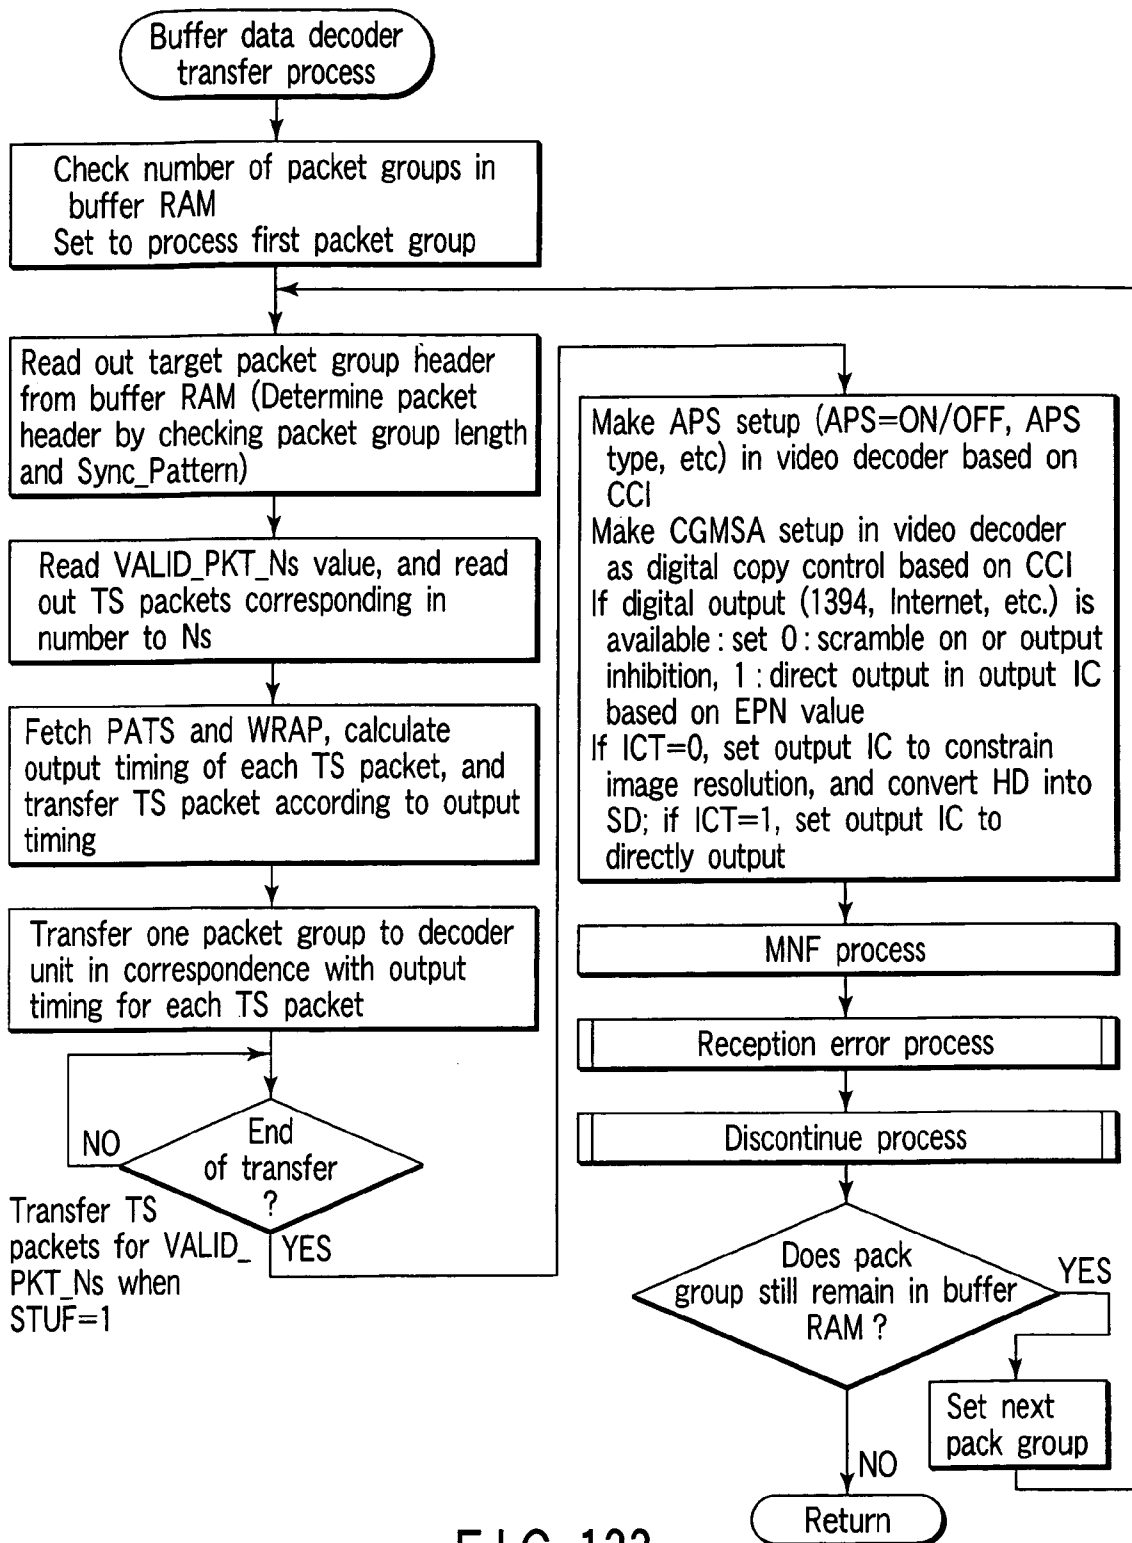 Buffer data decoder
transfer process
Check number of packet groups in
buffer RAM
Set to process first packet group
Read out target packet group header
from buffer RAM (Determine packet
header by checking packet group length
and Sync_Pattern)
Read VALID_PKT_Ns value, and read
out TS packets corresponding in
number to Ns
Fetch PATS and WRAP, calculate
output timing of each TS packet, and
transfer TS packet according to output
timing
Transfer one packet group to decoder
unit in correspondence with output
timing for each TS packet
NO
End
of transfer
?
YES
Transfer TS
packets for VALID_
PKT_Ns when
STUF=1
Make APS setup (APS=ON/OFF, APS
type, etc) in video decoder based on
CCI
Make CGMSA setup in video decoder
as digital copy control based on CCI
If digital output (1394, Internet, etc.) is
available : set 0 : scramble on or output
inhibition, 1 : direct output in output IC
based on EPN value
If ICT=0, set output IC to constrain
image resolution, and convert HD into
SD; if ICT=1, set output IC to
directly output
MNF process
Reception error process
Discontinue process
Does pack
group still remain in buffer
RAM ?
YES
Set next
pack group
NO
Return